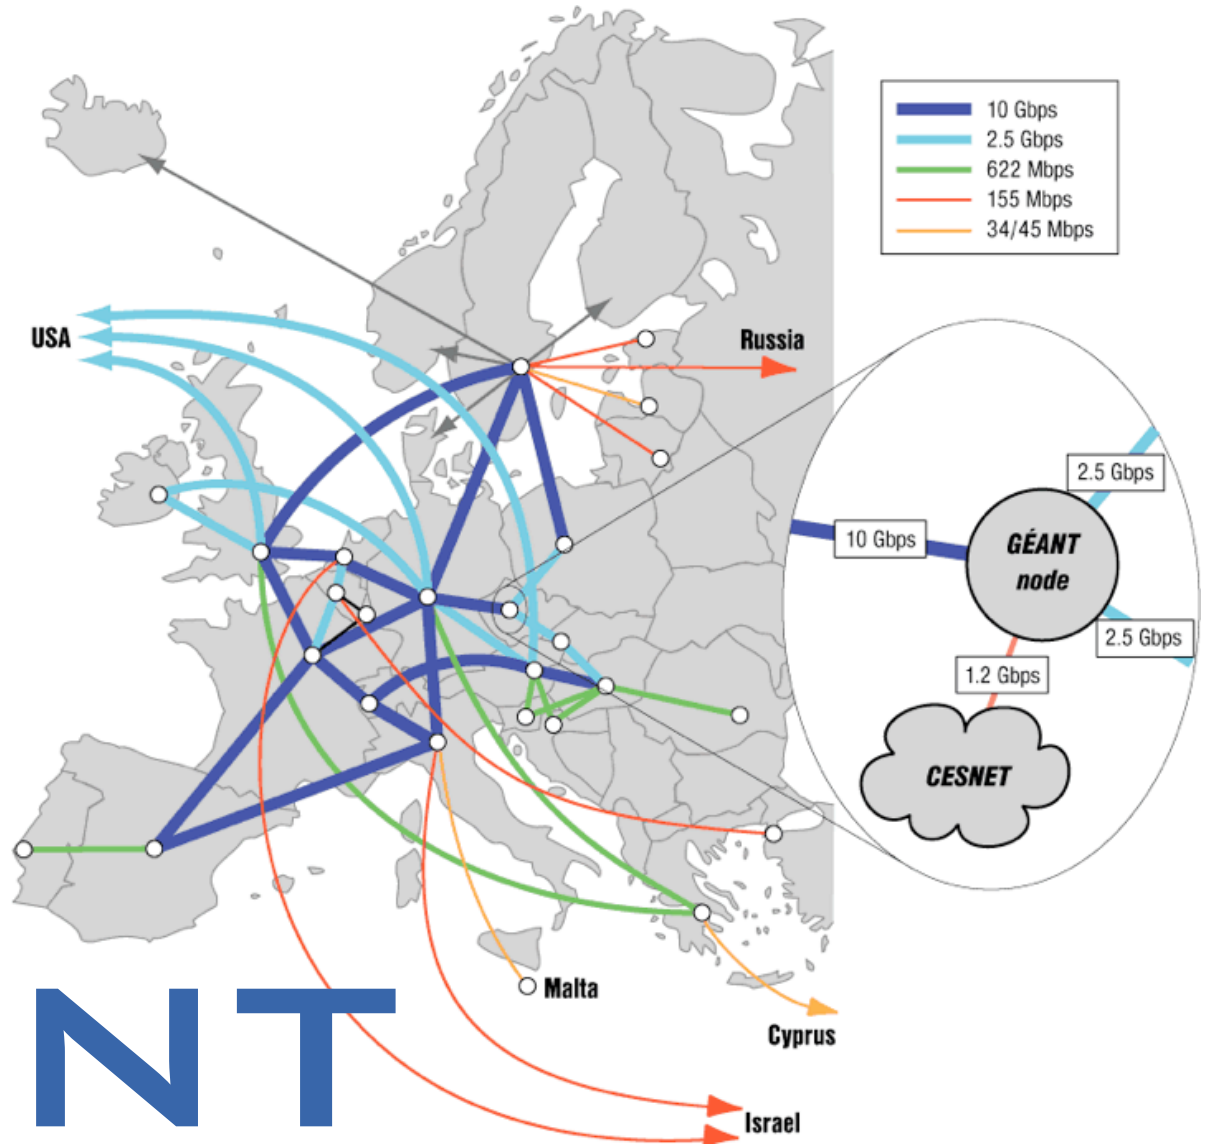 10 Gbps
2.5 Gbps
622 Mbps
155 Mbps
34/45 Mbps
USA
Russia
2.5 Gbps
10 Gbps
GÉANT
node
2.5 Gbps
1.2 Gbps
CESNET
Malta
Cyprus
Israel
NT